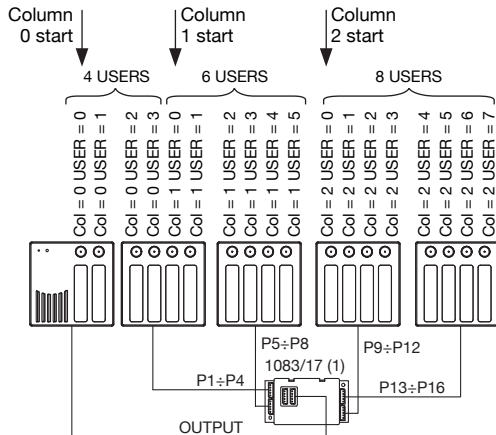 Column
0 start
Column
1 start
Column
2 start
4 USERS
6 USERS
8 USERS
Col = 0 USER = 0
Col = 0 USER = 1
Col = 0 USER = 2
Col = 0 USER = 3
Col = 1 USER = 0
Col = 1 USER = 1
Col = 1 USER = 2
Col = 1 USER = 3
Col = 1 USER = 4
Col = 1 USER = 5
Col = 2 USER = 0
Col = 2 USER = 1
Col = 2 USER = 2
Col = 2 USER = 3
Col = 2 USER = 4
Col = 2 USER = 5
Col = 2 USER = 6
Col = 2 USER = 7
P5÷P8
P9÷P12
1083/17 (1)
P1÷P4
P13÷P16
OUTPUT